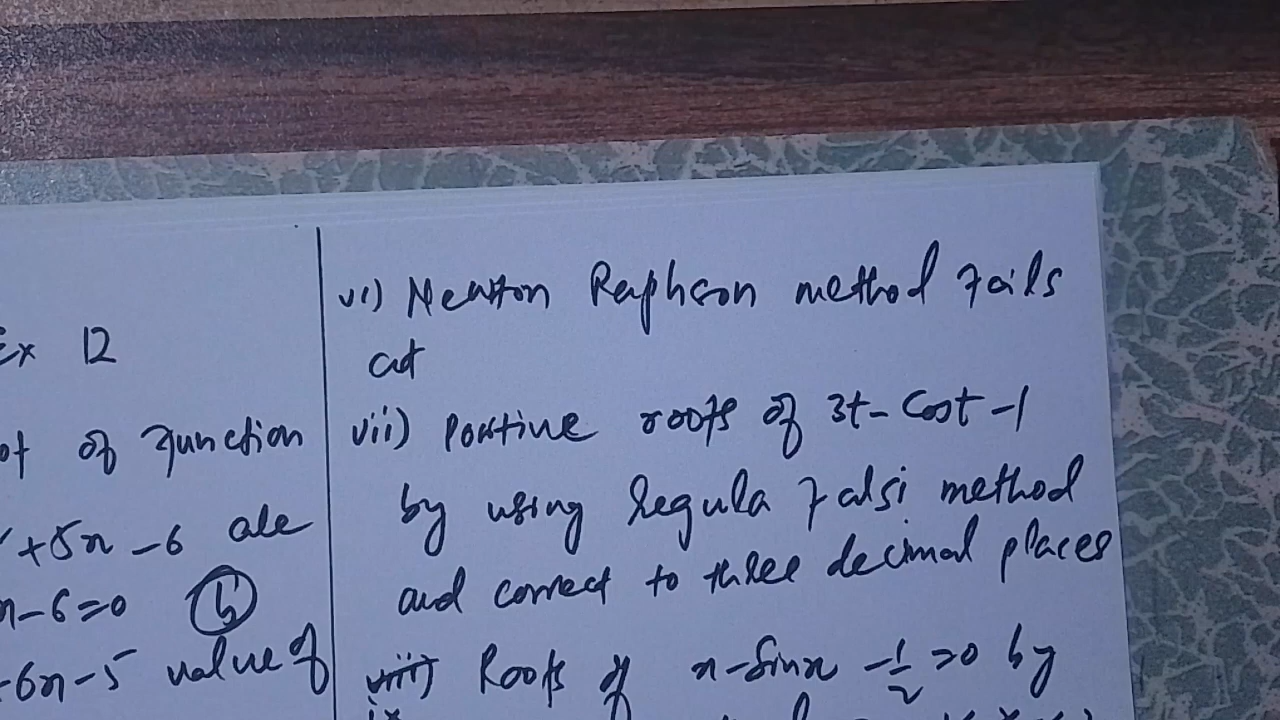 Ex 12
of function
+5x -6 are
x-6=0 (b)
-6x-5 value of
vi) Newton Raphson method fails
at
vii) Positive roots of 3t-Cost-1
by using Regula Falsi method
and correct to three decimal places
viii) Roots of x-Sinx -1/2=0 by
ix